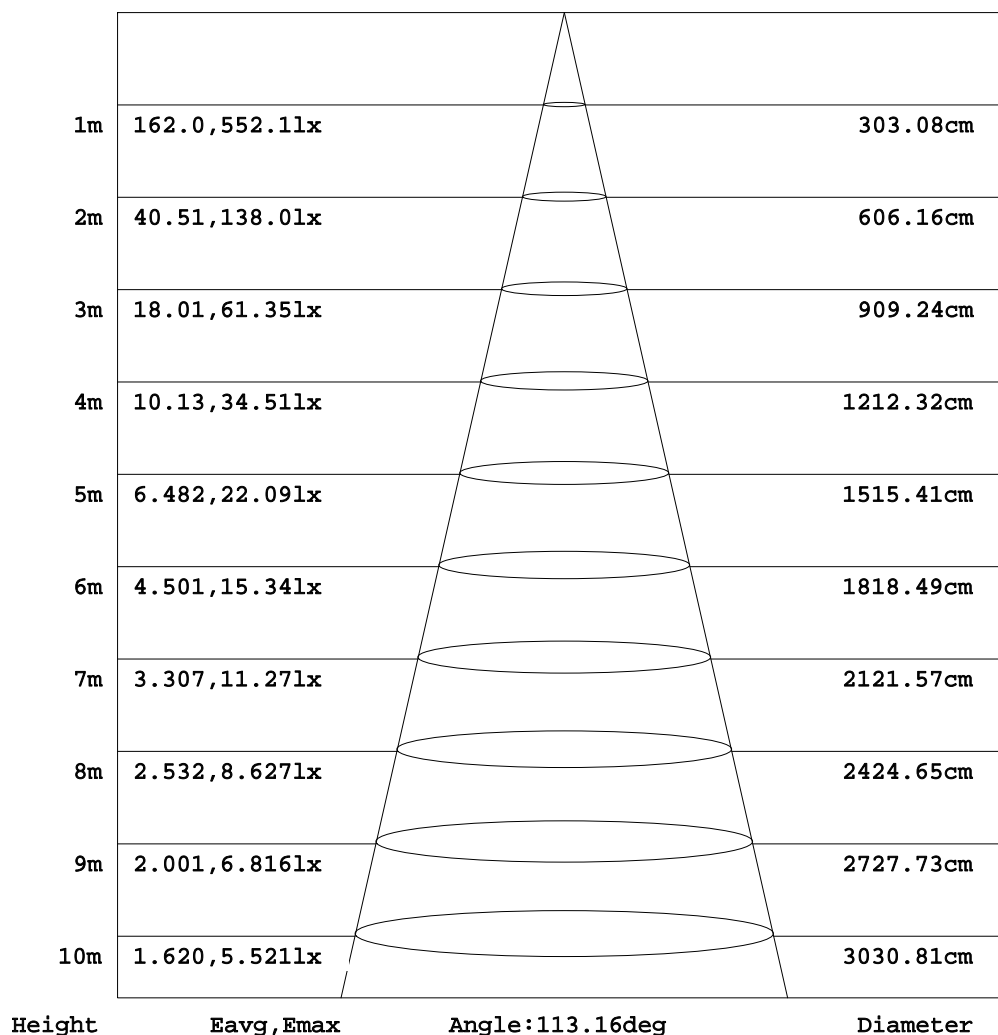 1m 162.0,552.1lx 303.08cm
2m 40.51,138.0lx 606.16cm
3m 18.01,61.35lx 909.24cm
4m 10.13,34.51lx 1212.32cm
5m 6.482,22.09lx 1515.41cm
6m 4.501,15.34lx 1818.49cm
7m 3.307,11.27lx 2121.57cm
8m 2.532,8.627lx 2424.65cm
9m 2.001,6.816lx 2727.73cm
10m 1.620,5.521lx 3030.81cm
Height Eavg,Emax Angle:113.16deg Diameter